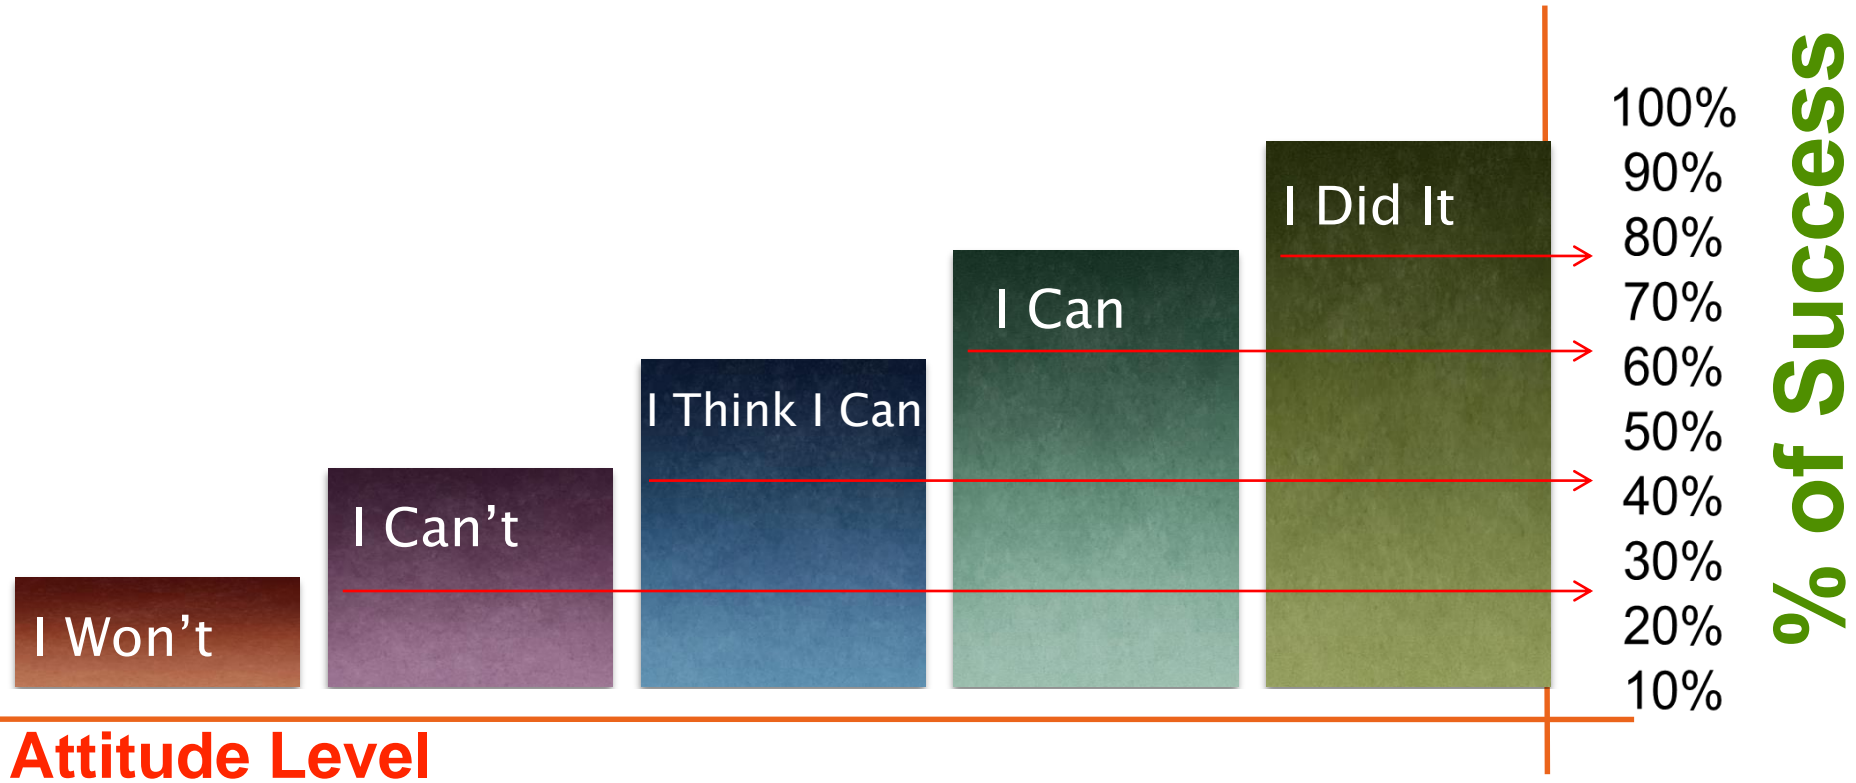 I Won’t
I Can’t
I Think I Can
I Can
I Did It
100%
90%
80%
70%
60%
50%
40%
30%
20%
10%
% of Success
Attitude Level